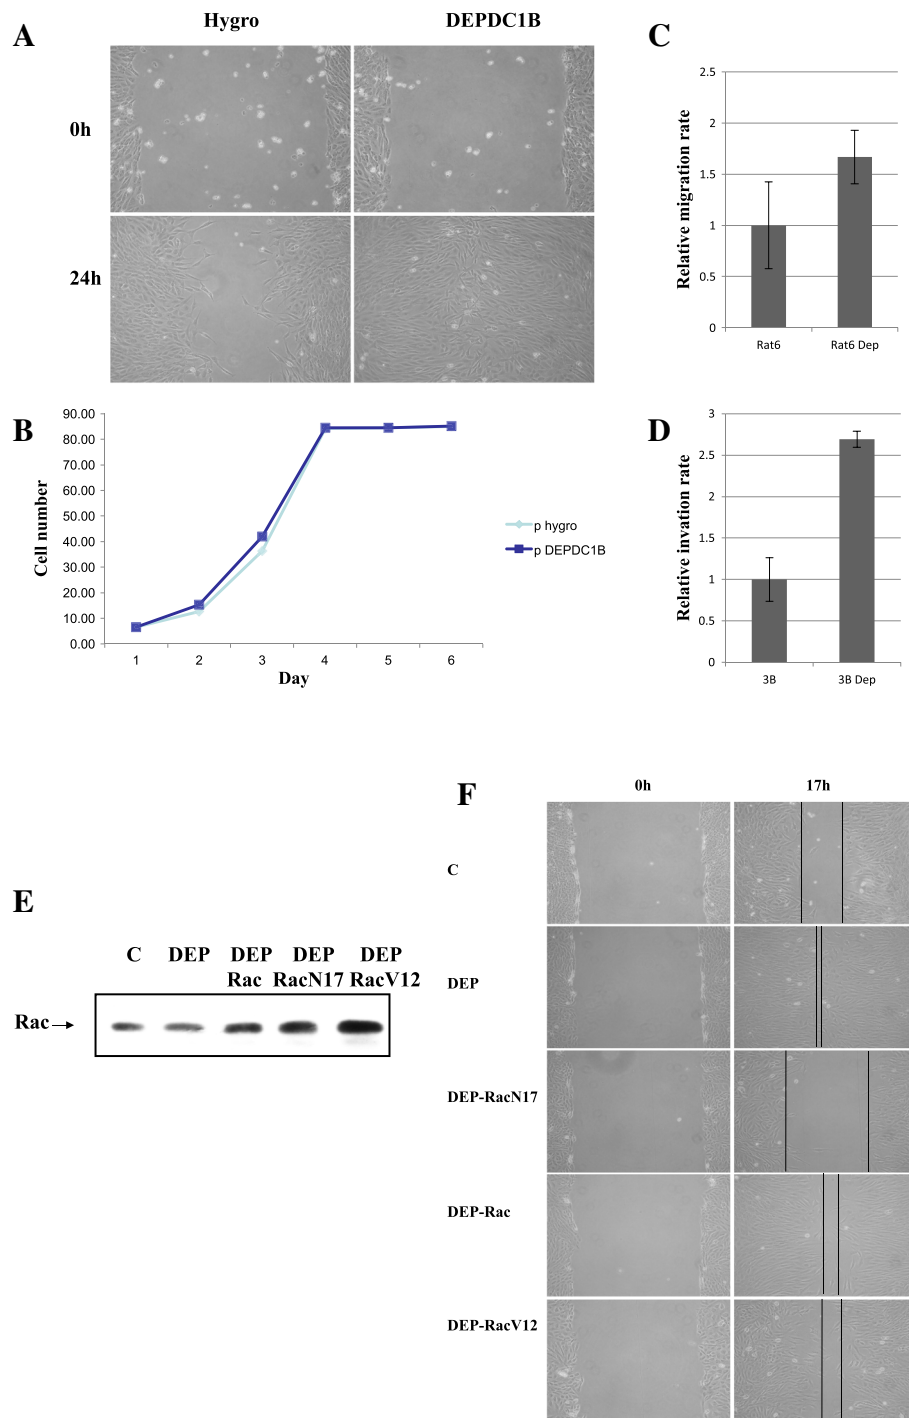 A
Hygro
DEPDC1B
0h
24h
B
90.00
80.00
70.00
60.00
50.00
40.00
30.00
20.00
10.00
0.00
Cell number
1 2 3 4 5 6
Day
p hygro
p DEPDC1B
C
2.5
2
1.5
1
0.5
0
Relative migration rate
Rat6 Rat6 Dep
D
3
2.5
2
1.5
1
0.5
0
Relative invation rate
3B 3B Dep
E
C DEP DEP DEP DEP
Rac RacN17 RacV12
Rac
F
0h 17h
C
DEP
DEP-RacN17
DEP-Rac
DEP-RacV12